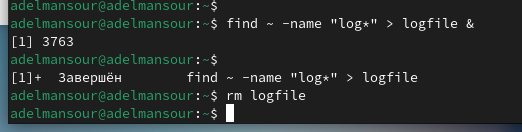 adelmansour@adelmansour:~$
adelmansour@adelmansour:~$ find ~ -name "log*" > logfile &
[1] 3763
adelmansour@adelmansour:~$
[1]+  Завершён        find ~ -name "log*" > logfile
adelmansour@adelmansour:~$ rm logfile
adelmansour@adelmansour:~$